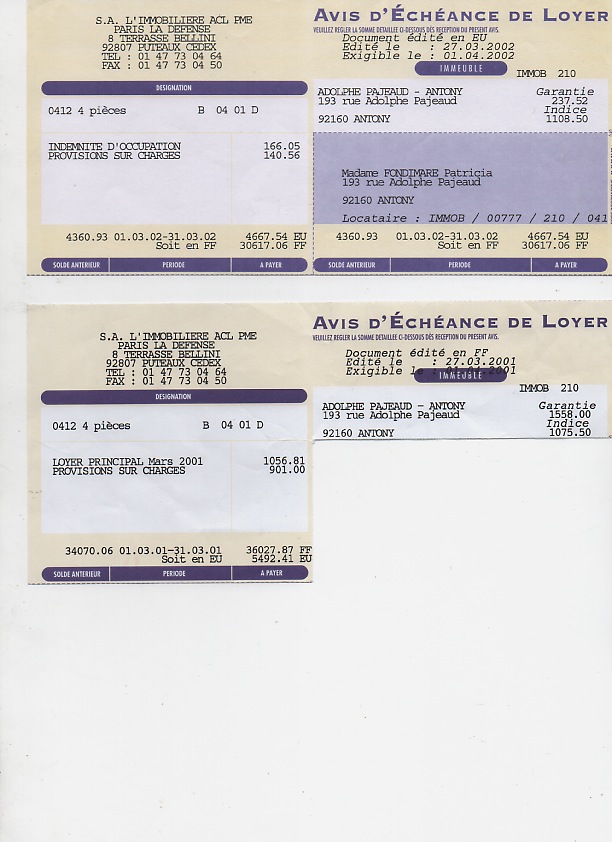 S.A. L'IMMOBILIERE ACL PME
PARIS LA DEFENSE
8 TERRASSE BELLINI
92807 PUTEAUX CEDEX
TEL : 01 47 73 04 64
FAX : 01 47 73 04 50
DESIGNATION
0412 4 pièces B 04 01 D
INDEMNITE D'OCCUPATION 166.05
PROVISIONS SUR CHARGES 140.56
4360.93 01.03.02-31.03.02 4667.54 EU
Soit en FF 30617.06 FF
SOLDE ANTERIEUR PERIODE A PAYER
AVIS D'ÉCHÉANCE DE LOYER
VEUILLEZ REGLER LA SOMME DETAILLEE CI-DESSOUS DES RECEPTION DU PRESENT AVIS.
Document édité en EU
Edité le : 27.03.2002
Exigible le : 01.04.2002
IMMEUBLE
IMMOB 210
ADOLPHE PAJEAUD - ANTONY Garantie
193 rue Adolphe Pajeaud 237.52
Indice
92160 ANTONY 1108.50
Madame FONDIMARE Patricia
193 rue Adolphe Pajeaud
92160 ANTONY
Locataire : IMMOB / 00777 / 210 / 041
4360.93 01.03.02-31.03.02 4667.54 EU
Soit en FF 30617.06 FF
SOLDE ANTERIEUR PERIODE A PAYER
S.A. L'IMMOBILIERE ACL PME
PARIS LA DEFENSE
8 TERRASSE BELLINI
92807 PUTEAUX CEDEX
TEL : 01 47 73 04 64
FAX : 01 47 73 04 50
DESIGNATION
0412 4 pièces B 04 01 D
LOYER PRINCIPAL Mars 2001 1056.81
PROVISIONS SUR CHARGES 901.00
34070.06 01.03.01-31.03.01 36027.87 FF
Soit en EU 5492.41 EU
SOLDE ANTERIEUR PERIODE A PAYER
AVIS D'ÉCHÉANCE DE LOYER
VEUILLEZ REGLER LA SOMME DETAILLEE CI-DESSOUS DES RECEPTION DU PRESENT AVIS.
Document édité en FF
Edité le : 27.03.2001
Exigible le : 2001
IMMEUBLE
IMMOB 210
ADOLPHE PAJEAUD - ANTONY Garantie
193 rue Adolphe Pajeaud 1558.00
Indice
92160 ANTONY 1075.50